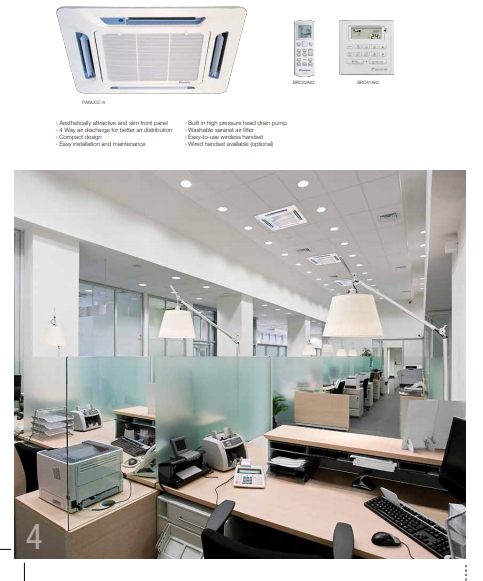 FWMJCC-A
BRC52A62
BRC51A62
- Aesthetically attractive and slim front panel
- 4 Way air discharge for better air distribution
- Compact design
- Easy installation and maintenance
- Built in high pressure head drain pump
- Washable saranet air filter
- Easy-to-use wireless handset
- Wired handset available (optional)
4